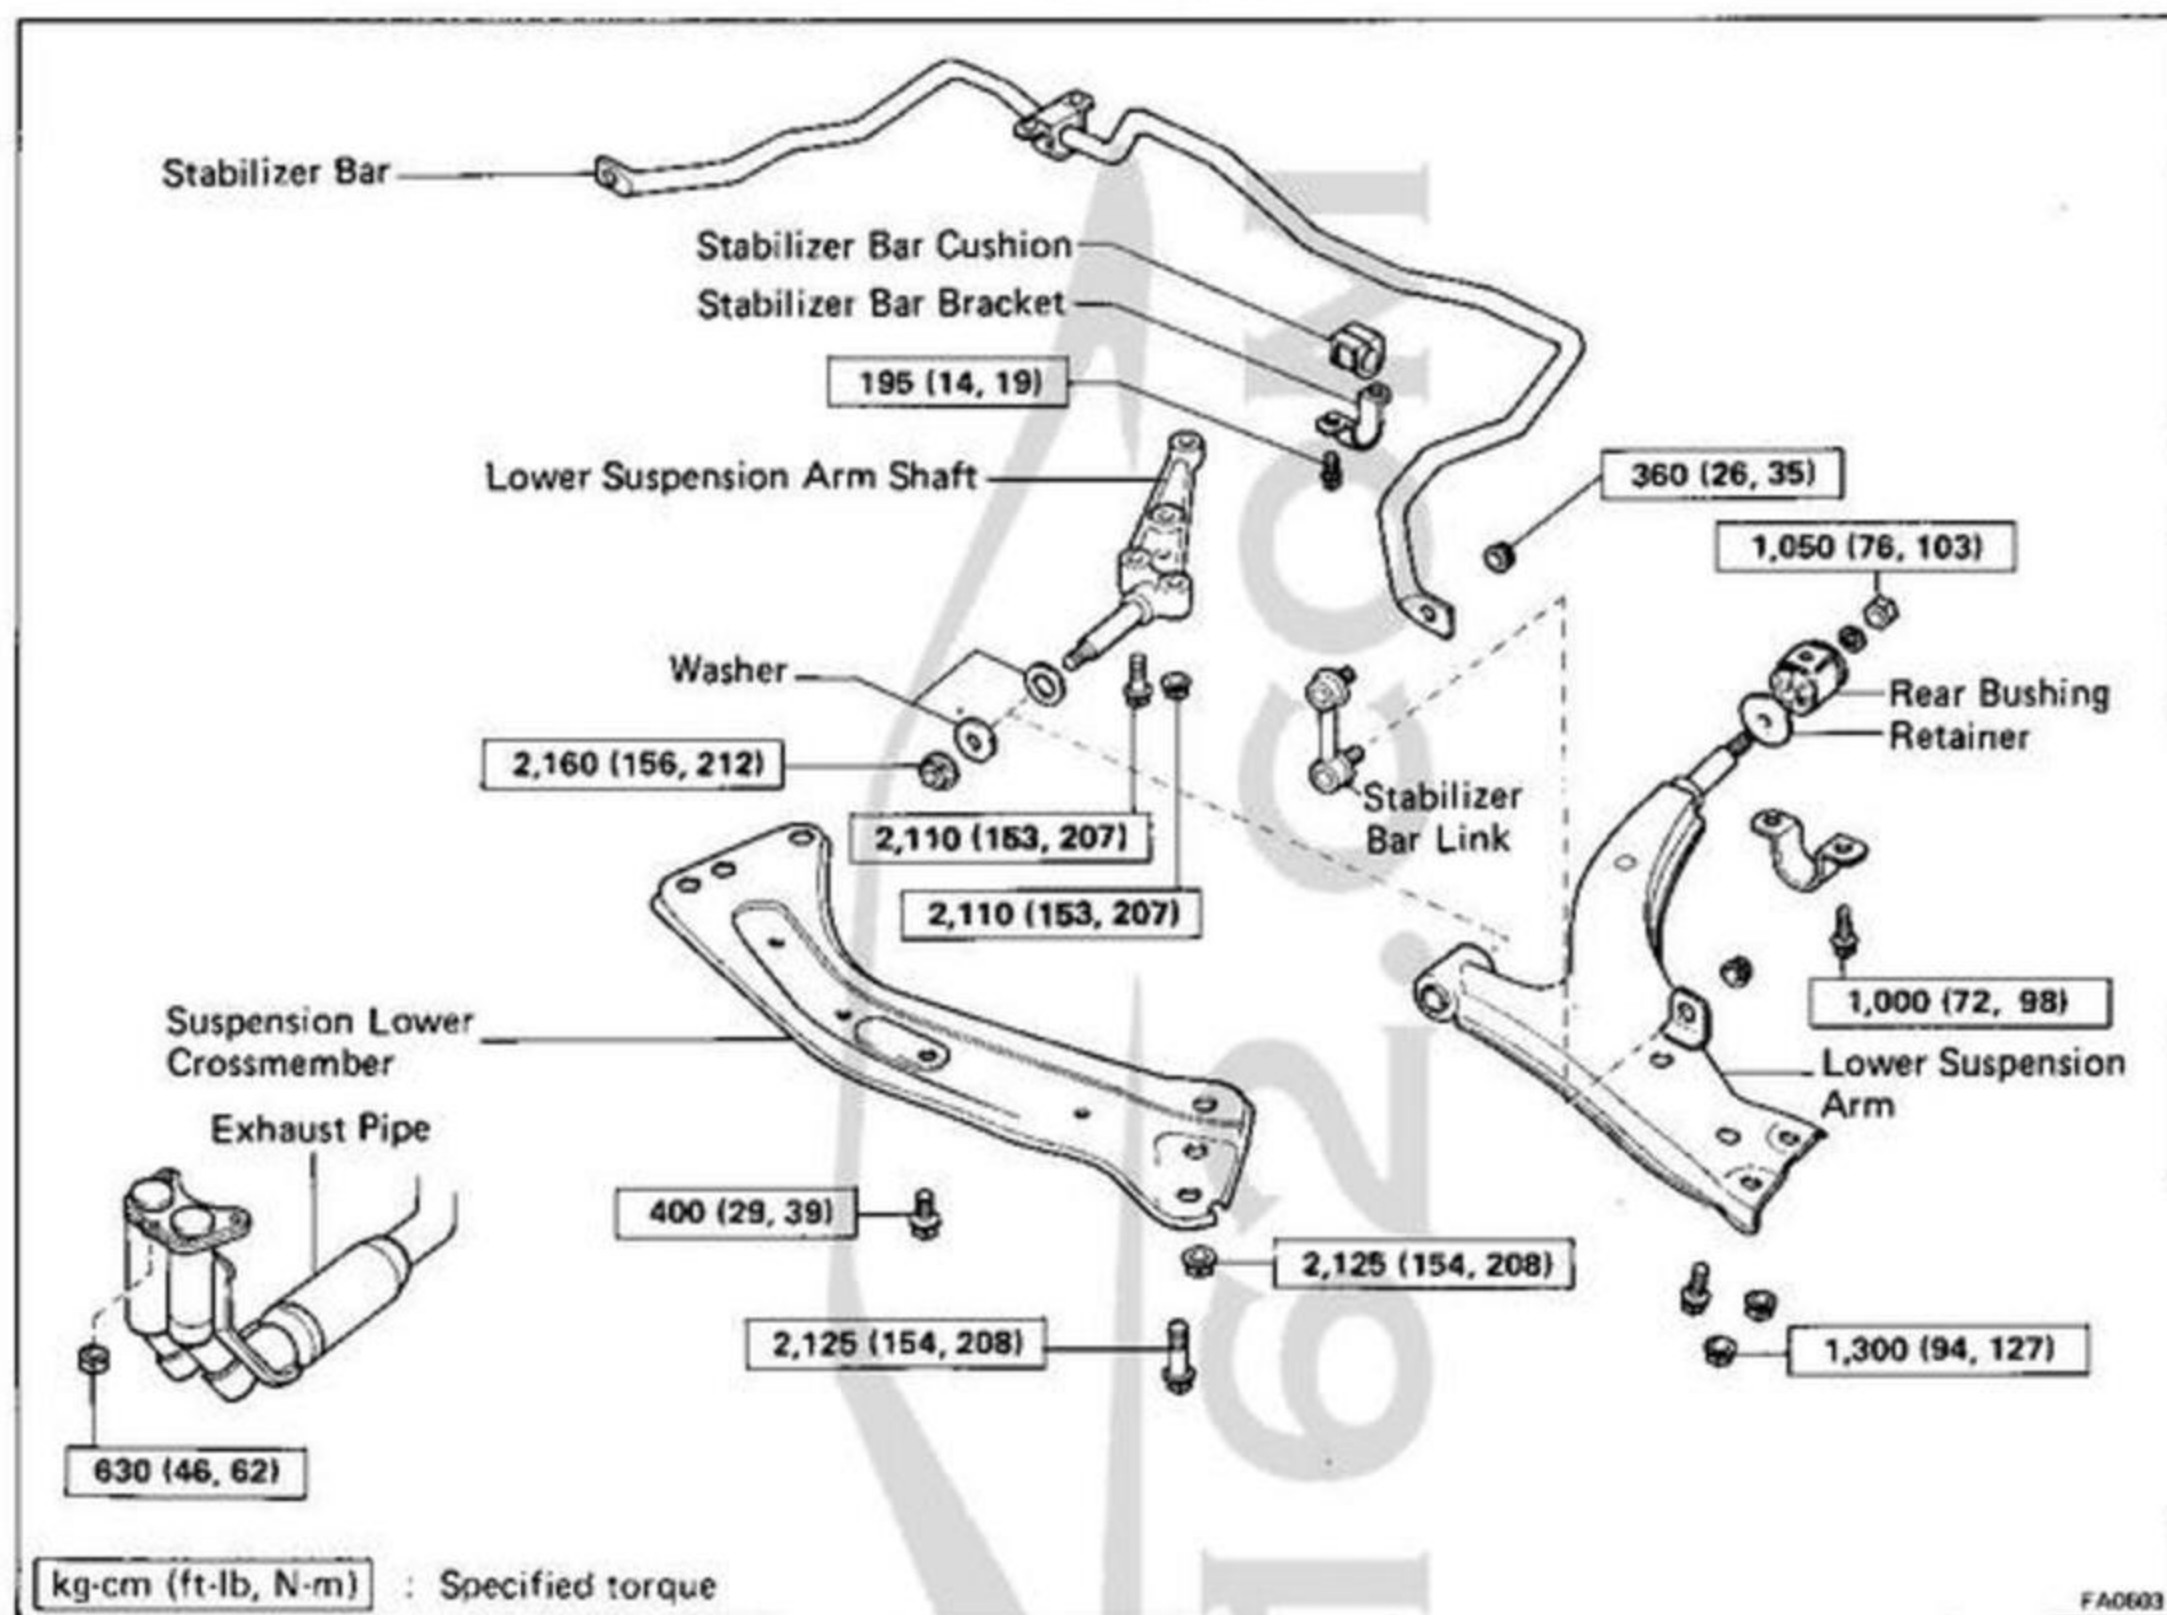 Stabilizer Bar
Stabilizer Bar Cushion
Stabilizer Bar Bracket
195 (14, 19)
Lower Suspension Arm Shaft
360 (26, 35)
1,050 (76, 103)
Washer
Rear Bushing
Retainer
2,160 (156, 212)
Stabilizer
Bar Link
2,110 (153, 207)
2,110 (153, 207)
1,000 (72, 98)
Suspension Lower
Crossmember
Lower Suspension
Arm
Exhaust Pipe
400 (29, 39)
2,125 (154, 208)
2,125 (154, 208)
1,300 (94, 127)
630 (46, 62)
kg-cm (ft-lb, N-m) : Specified torque
FA0603